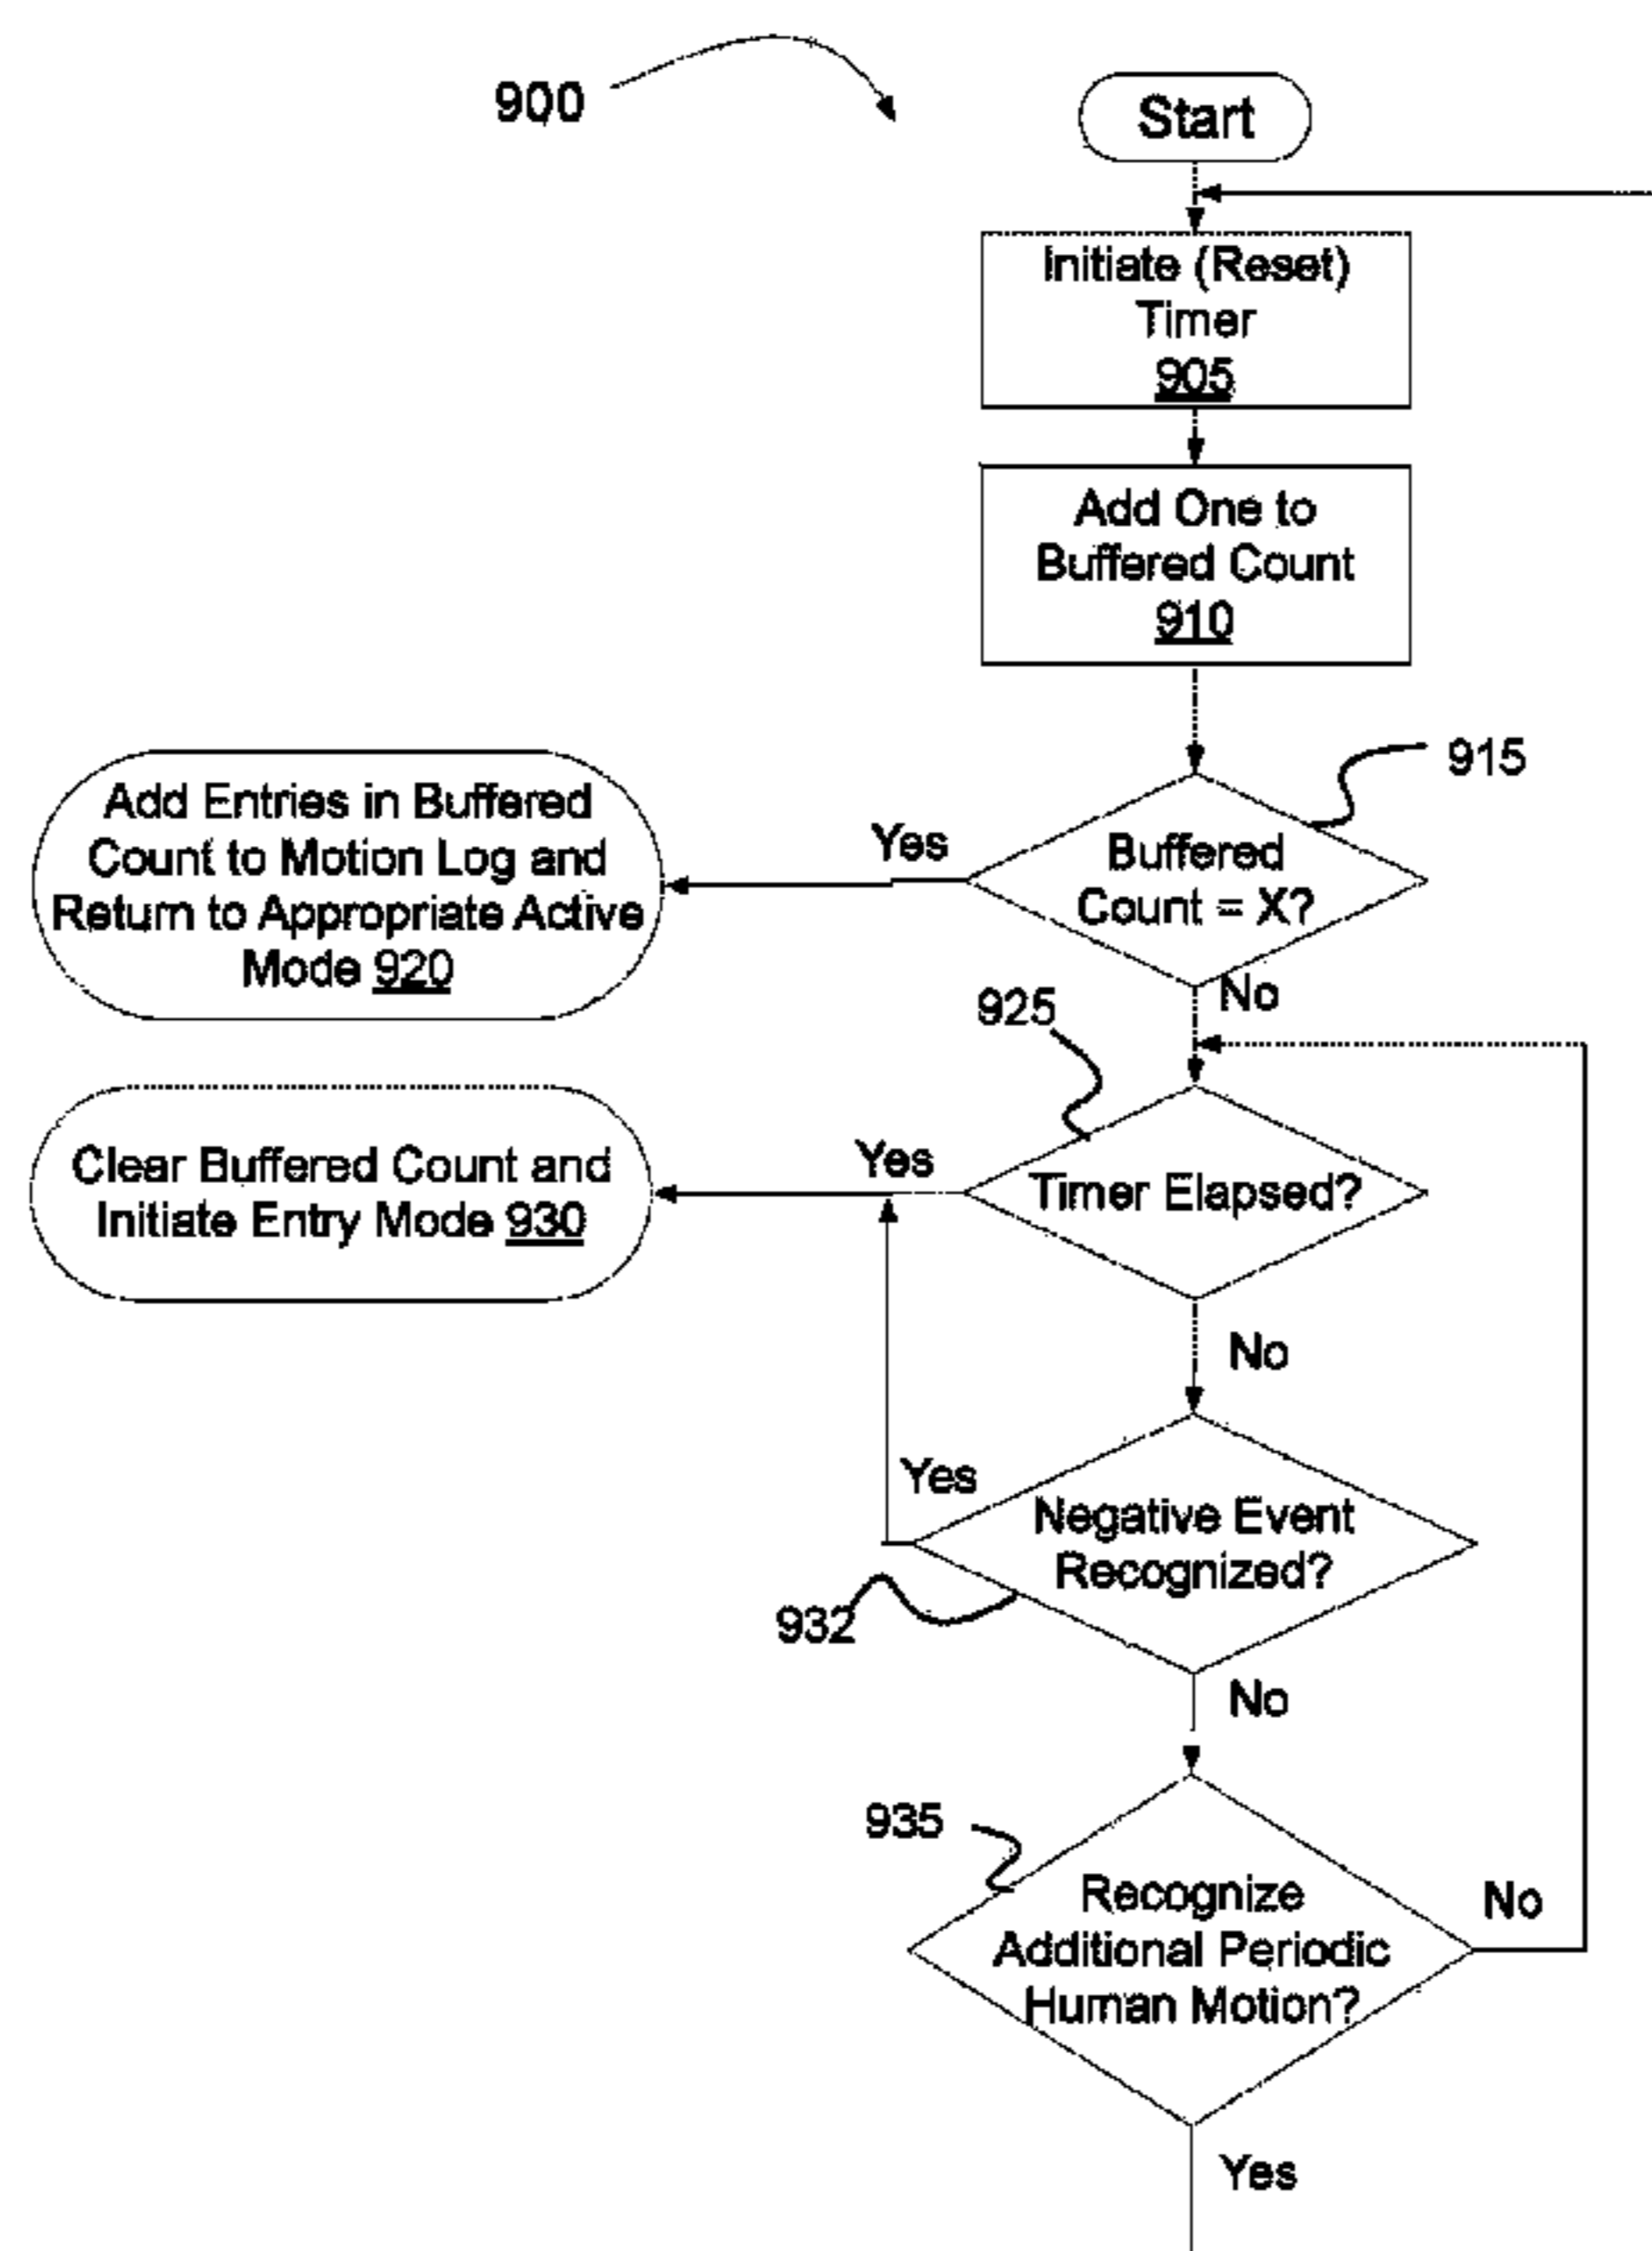 900
Start
Initiate (Reset)
Timer
905
Add One to
Buffered Count
910
915
Buffered
Count = X?
Yes
Add Entries in Buffered
Count to Motion Log and
Return to Appropriate Active
Mode 920
No
925
Timer Elapsed?
Yes
Clear Buffered Count and
Initiate Entry Mode 930
No
Yes
Negative Event
Recognized?
932
No
935
Recognize
Additional Periodic
Human Motion?
No
Yes